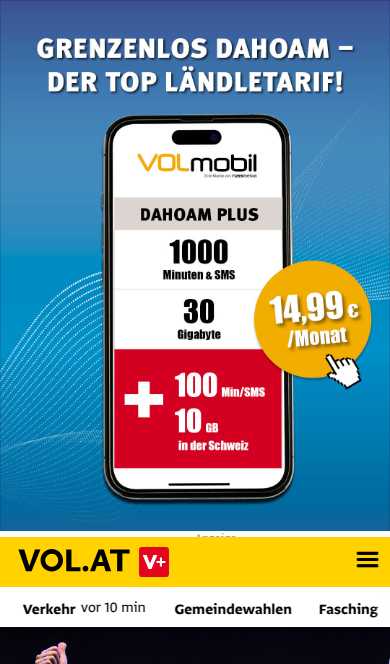 GRENZENLOS DAHOAM –
DER TOP LÄNDLETARIF!
VOLmobil
DAHOAM PLUS
1000
Minuten & SMS
30
Gigabyte
14,99 €
/Monat
100 Min/SMS
10 GB
in der Schweiz
VOL.AT V+
Verkehr vor 10 min Gemeindewahlen Fasching